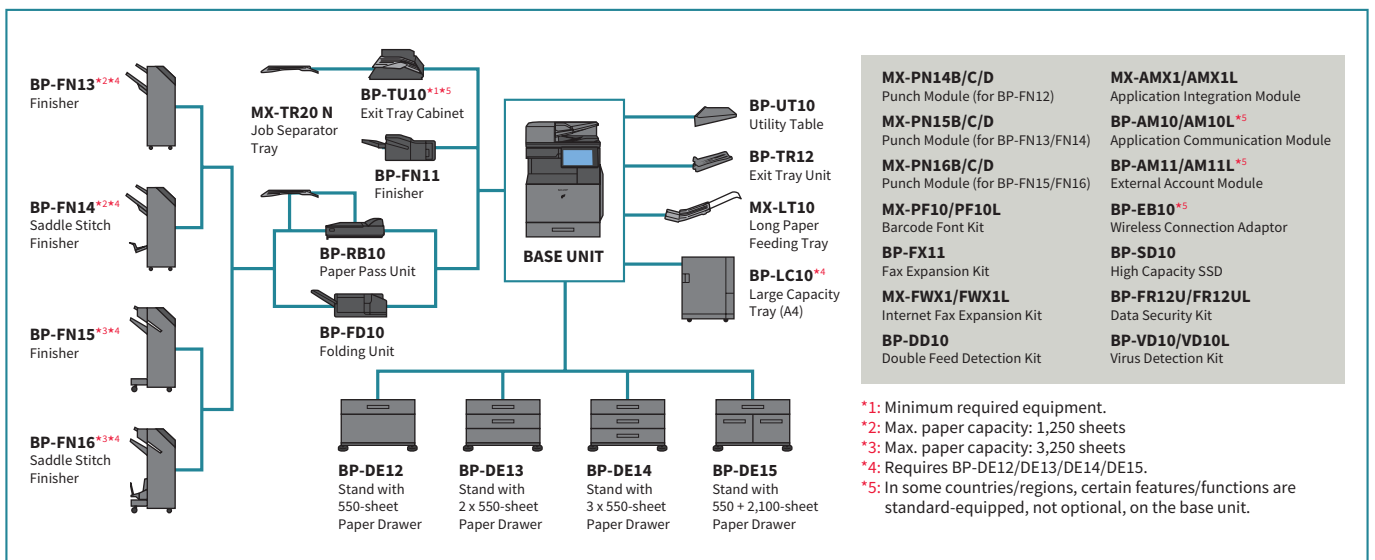 BP-FN13*2*4
Finisher
BP-FN14*2*4
Saddle Stitch
Finisher
BP-FN15*3*4
Finisher
BP-FN16*3*4
Saddle Stitch
Finisher
MX-TR20 N
Job Separator
Tray
BP-TU10*1*5
Exit Tray Cabinet
BP-FN11
Finisher
BP-RB10
Paper Pass Unit
BP-FD10
Folding Unit
BASE UNIT
BP-UT10
Utility Table
BP-TR12
Exit Tray Unit
MX-LT10
Long Paper
Feeding Tray
BP-LC10*4
Large Capacity
Tray (A4)
BP-DE12
Stand with
550-sheet
Paper Drawer
BP-DE13
Stand with
2 x 550-sheet
Paper Drawer
BP-DE14
Stand with
3 x 550-sheet
Paper Drawer
BP-DE15
Stand with
550 + 2,100-sheet
Paper Drawer
MX-PN14B/C/D
Punch Module (for BP-FN12)
MX-PN15B/C/D
Punch Module (for BP-FN13/FN14)
MX-PN16B/C/D
Punch Module (for BP-FN15/FN16)
MX-PF10/PF10L
Barcode Font Kit
BP-FX11
Fax Expansion Kit
MX-FWX1/FWX1L
Internet Fax Expansion Kit
BP-DD10
Double Feed Detection Kit
MX-AMX1/AMX1L
Application Integration Module
BP-AM10/AM10L*5
Application Communication Module
BP-AM11/AM11L*5
External Account Module
BP-EB10*5
Wireless Connection Adaptor
BP-SD10
High Capacity SSD
BP-FR12U/FR12UL
Data Security Kit
BP-VD10/VD10L
Virus Detection Kit
*1: Minimum required equipment.
*2: Max. paper capacity: 1,250 sheets
*3: Max. paper capacity: 3,250 sheets
*4: Requires BP-DE12/DE13/DE14/DE15.
*5: In some countries/regions, certain features/functions are
standard-equipped, not optional, on the base unit.